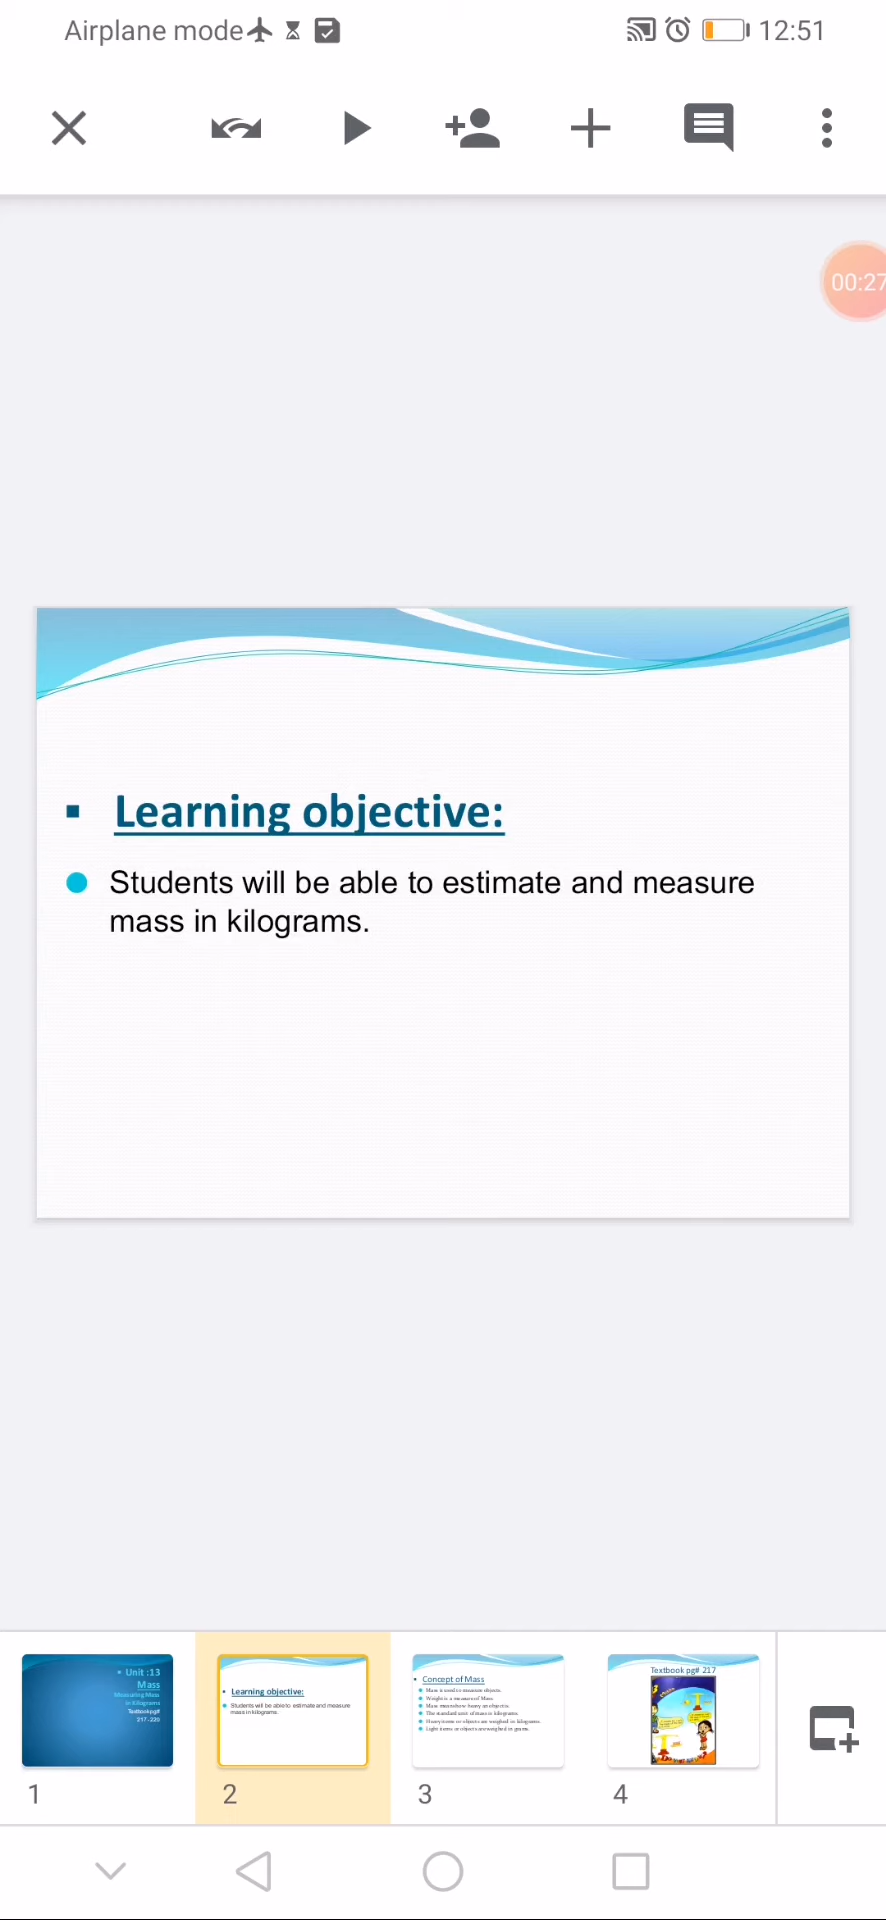 Airplane mode
12:51
00:27
Learning objective:
Students will be able to estimate and measure
mass in kilograms.
Unit :13
Mass
Measuring Mass
in Kilograms
Textbook pg#
217-220
1
Learning objective:
Students will be able to estimate and measure
mass in kilograms.
2
Concept of Mass
Mass is used to measure objects.
Weight is a measure of Mass.
Mass means how heavy an object is.
The standard unit of mass is kilograms.
Heavy items or objects are weighed in kilograms.
Light items or objects are weighed in grams.
3
Textbook pg# 217
4